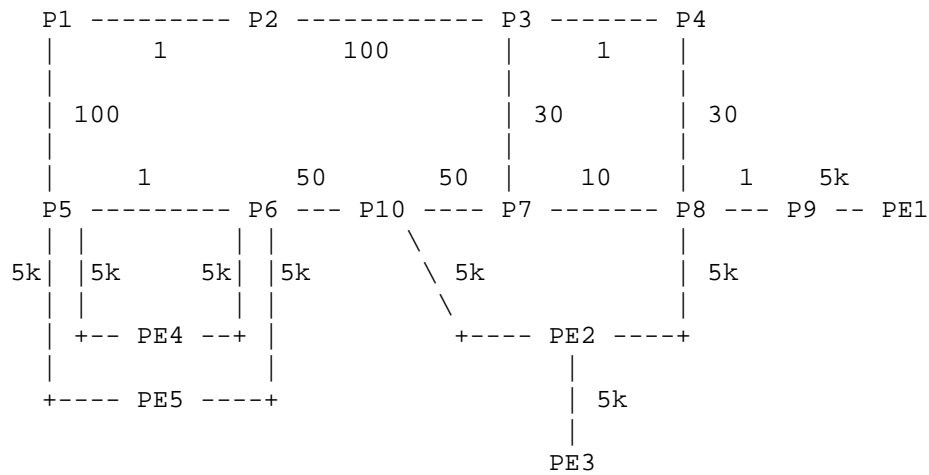 P1 --------- P2 ------------ P3 ------- P4
1 100 1
100 30 30
1 50 50 10 1 5k
P5 --------- P6 --- P10 ---- P7 ------- P8 --- P9 -- PE1
5k 5k 5k 5k 5k 5k
+-- PE4 --+ +---- PE2 ----+
+---- PE5 ----+ 5k
PE3